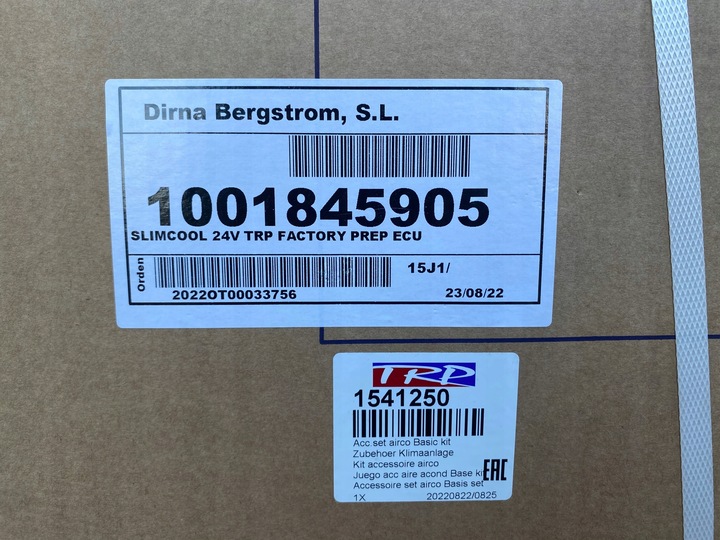 Dirna Bergstrom, S.L.
1001845905
SLIMCOOL 24V TRP FACTORY PREP ECU
Orden
15J1/
2022OT00033756
23/08/22
TRP
1541250
Acc.set airco Basic kit
Zubehoer Klimaanlage
Kit accessoire airco
Juego acc aire acond Base kit
EAC
Accessoire set airco Basis set
1X
20220822/0825